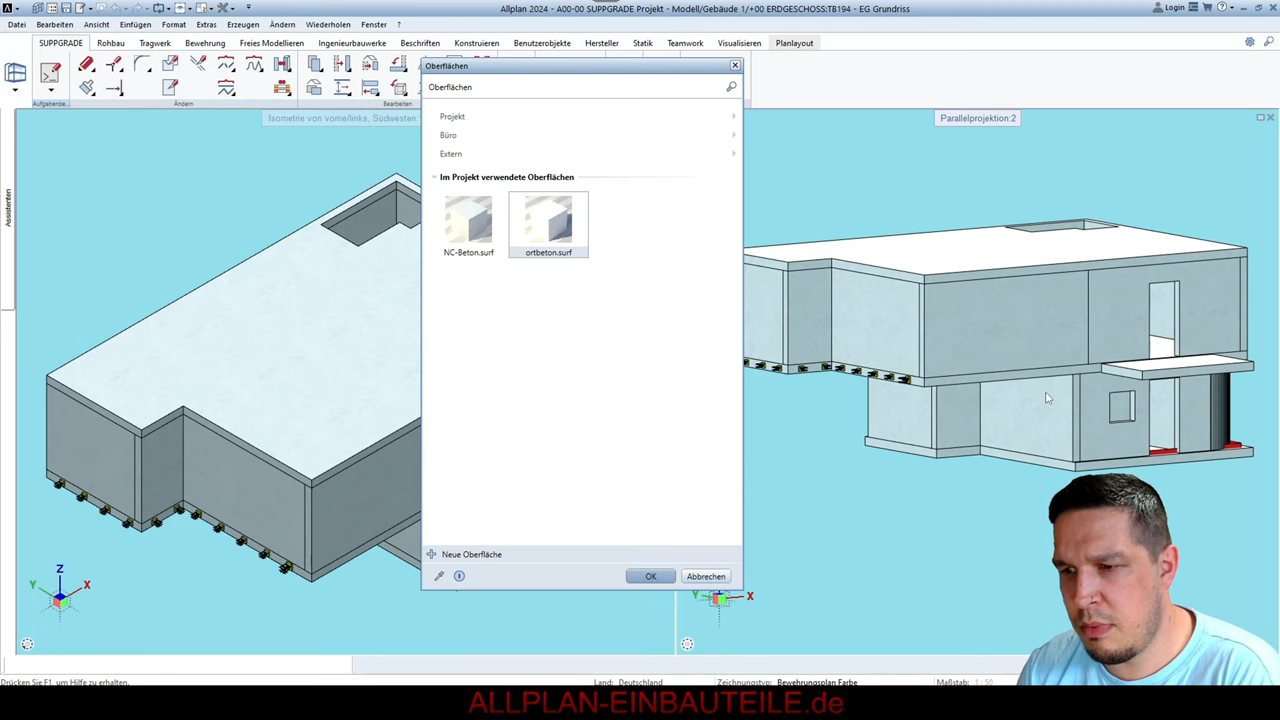 Allplan 2024 - A00-00 SUPPGRADE Projekt - Modell/Gebäude 1/+00 ERDGESCHOSS:TB194 - EG Grundriss
Login
Datei Bearbeiten Ansicht Einfügen Format Extras Erzeugen Ändern Wiederholen Fenster ?
SUPPGRADE Rohbau Tragwerk Bewehrung Freies Modellieren Ingenieurbauwerke Beschriften Konstruieren Benutzerobjekte Hersteller Statik Teamwork Visualisieren Planlayout
Aufgabenbe... Ändern Bearbeiten
Assistenten
Isometrie von vorne/links, Südwesten:
Parallelprojektion:2
Oberflächen
Oberflächen
Projekt
Büro
Extern
Im Projekt verwendete Oberflächen
NC-Beton.surf ortbeton.surf
Neue Oberfläche
OK Abbrechen
Z
Y X
Y X
Drücken Sie F1, um Hilfe zu erhalten.
Land: Deutschland
Zeichnungstyp: Bewehrungsplan Farbe
Maßstab: 1 : 50
ALLPLAN-EINBAUTEILE.de